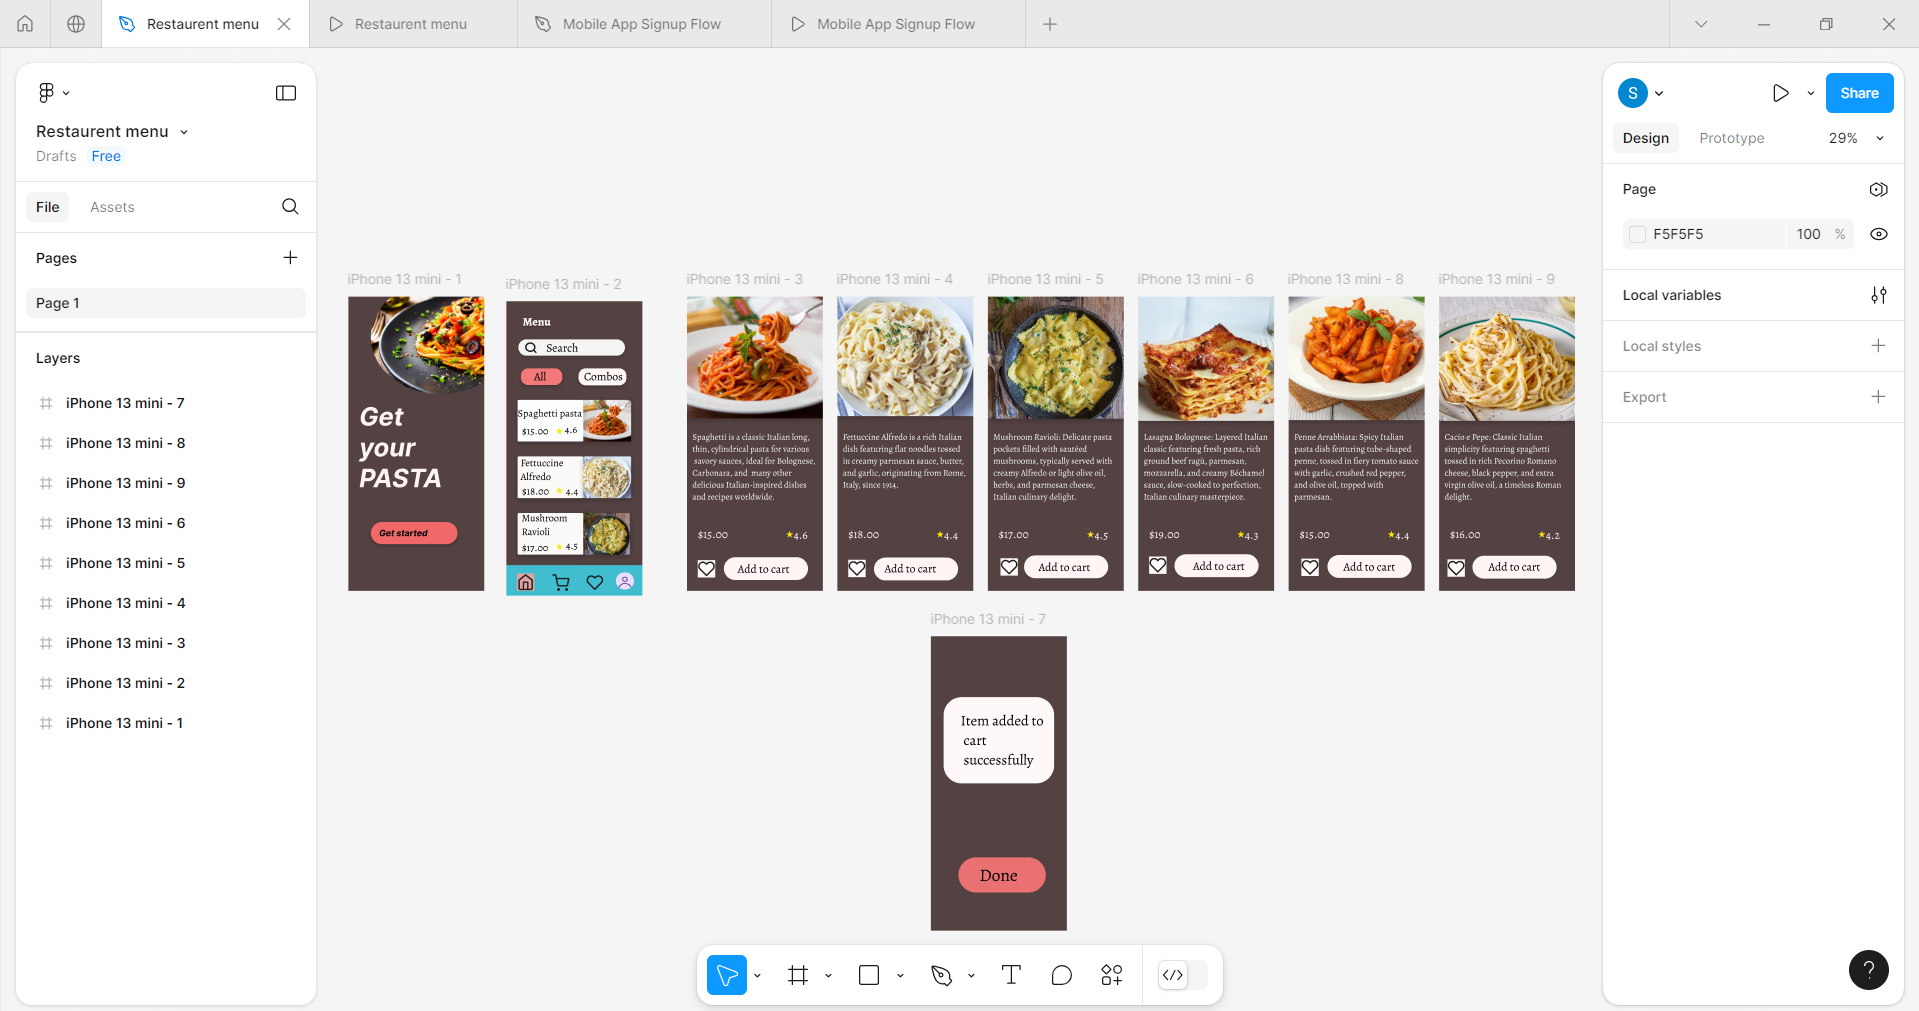 Restaurent menu
Restaurent menu
Mobile App Signup Flow
Mobile App Signup Flow
Restaurent menu
Drafts Free
File Assets
Pages
Page 1
Layers
iPhone 13 mini - 7
iPhone 13 mini - 8
iPhone 13 mini - 9
iPhone 13 mini - 6
iPhone 13 mini - 5
iPhone 13 mini - 4
iPhone 13 mini - 3
iPhone 13 mini - 2
iPhone 13 mini - 1
iPhone 13 mini - 1
Get
your
PASTA
Get started
iPhone 13 mini - 2
Menu
Search
All Combos
Spaghetti pasta
$15.00 ★ 4.6
Fettuccine
Alfredo
$18.00 ★ 4.4
Mushroom
Ravioli
$17.00 ★ 4.5
iPhone 13 mini - 3
Spaghetti is a classic Italian long,
thin, cylindrical pasta for various
savory sauces, ideal for Bolognese,
Carbonara, and many other
delicious Italian-inspired dishes
and recipes worldwide.
$15.00 ★4.6
Add to cart
iPhone 13 mini - 4
Fettuccine Alfredo is a rich Italian
dish featuring flat noodles tossed
in creamy parmesan sauce, butter,
and garlic, originating from Rome,
Italy, since 1914.
$18.00 ★4.4
Add to cart
iPhone 13 mini - 5
Mushroom Ravioli: Delicate pasta
pockets filled with sautéed
mushrooms, typically served with
creamy Alfredo or light olive oil,
herbs, and parmesan cheese,
Italian culinary delight.
$17.00 ★4.5
Add to cart
iPhone 13 mini - 6
Lasagna Bolognese: Layered Italian
classic featuring fresh pasta, rich
ground beef ragù, parmesan,
mozzarella, and creamy Béchamel
sauce, slow-cooked to perfection,
Italian culinary masterpiece.
$19.00 ★4.3
Add to cart
iPhone 13 mini - 8
Penne Arrabbiata: Spicy Italian
pasta dish featuring tube-shaped
penne, tossed in fiery tomato sauce
with garlic, crushed red pepper,
and olive oil, topped with
parmesan.
$15.00 ★4.4
Add to cart
iPhone 13 mini - 9
Cacio e Pepe: Classic Italian
simplicity featuring spaghetti
tossed in rich Pecorino Romano
cheese, black pepper, and extra
virgin olive oil, a timeless Roman
delight.
$16.00 ★4.2
Add to cart
iPhone 13 mini - 7
Item added to
cart
successfully
Done
S
Share
Design Prototype 29%
Page
F5F5F5 100 %
Local variables
Local styles
Export
?